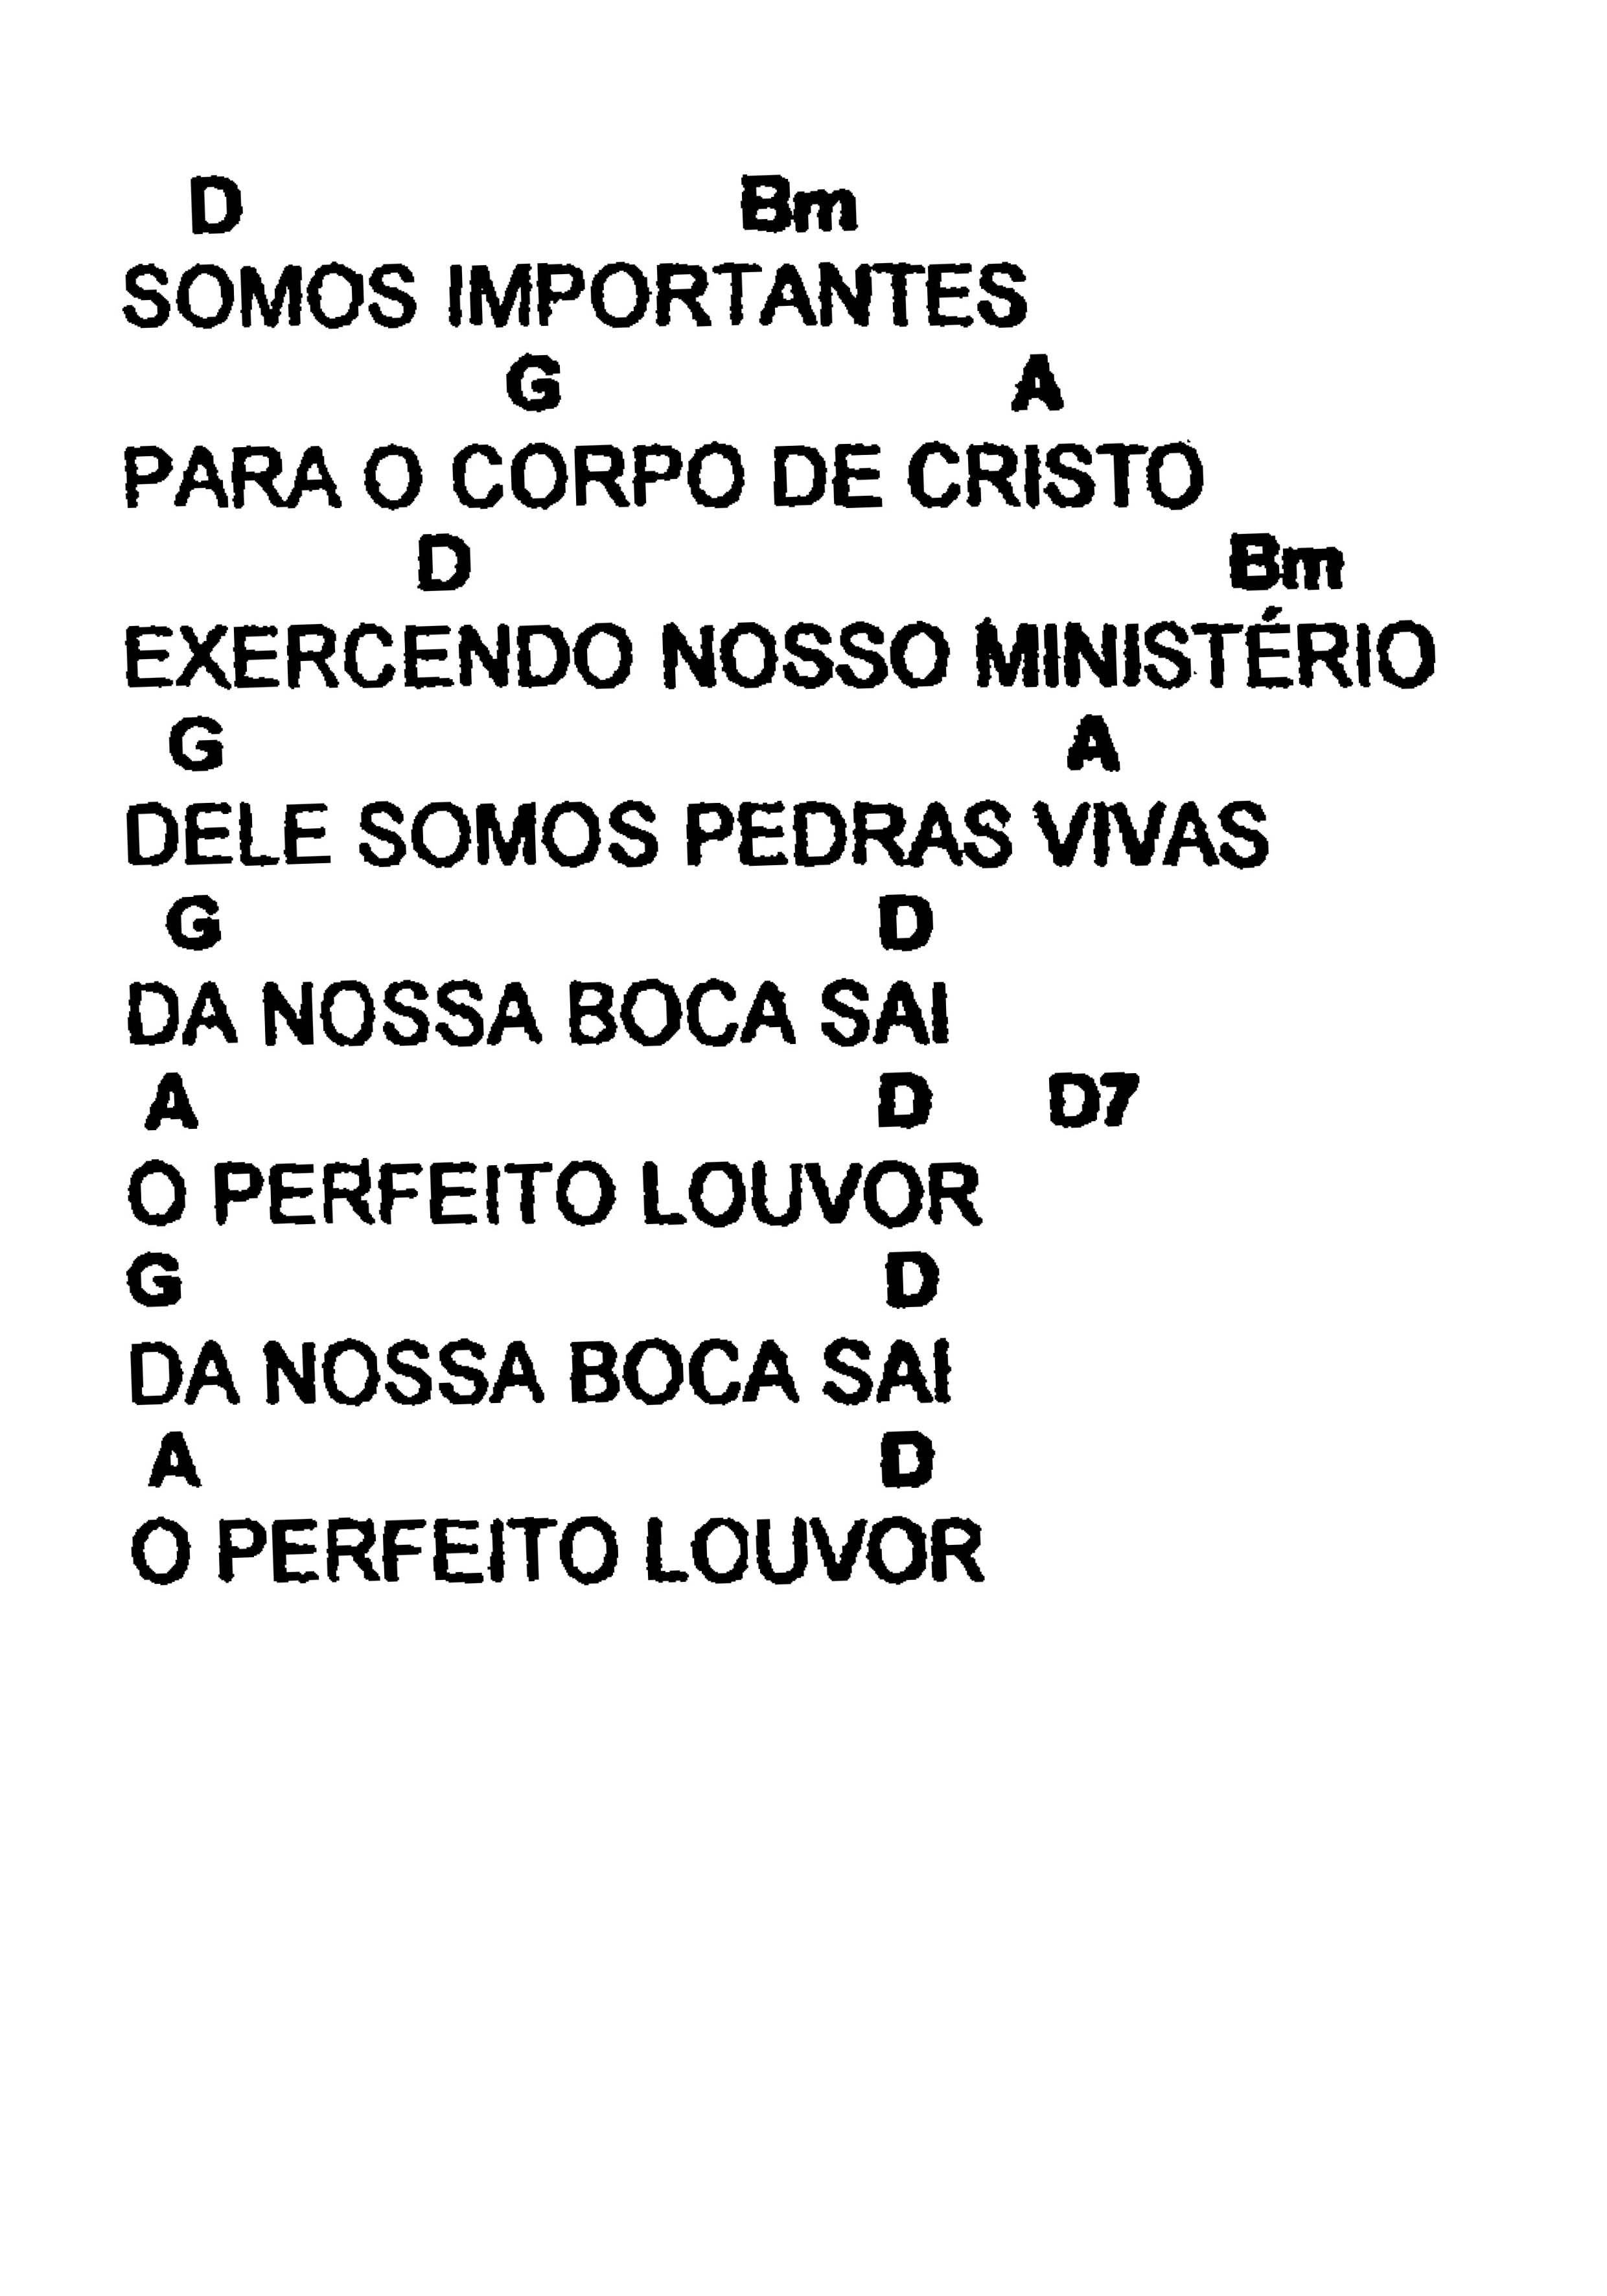 D Bm
SOMOS IMPORTANTES
G A
PARA O CORPO DE CRISTO
D Bm
EXERCENDO NOSSO MINISTÉRIO
G A
DELE SOMOS PEDRAS VIVAS
G D
DA NOSSA BOCA SAI
A D D7
O PERFEITO LOUVOR
G D
DA NOSSA BOCA SAI
A D
O PERFEITO LOUVOR